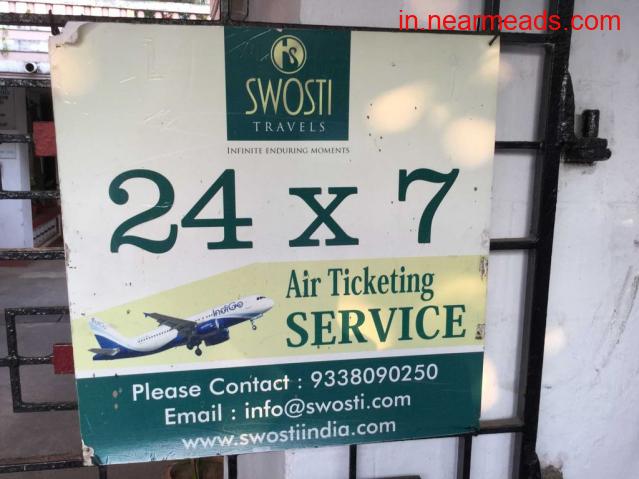 in.nearmeads.com
SWOSTI
TRAVELS
INFINITE ENDURING MOMENTS
24 x 7
Air Ticketing
SERVICE
IndiGo
Please Contact : 9338090250
Email : info@swosti.com
www.swostiindia.com